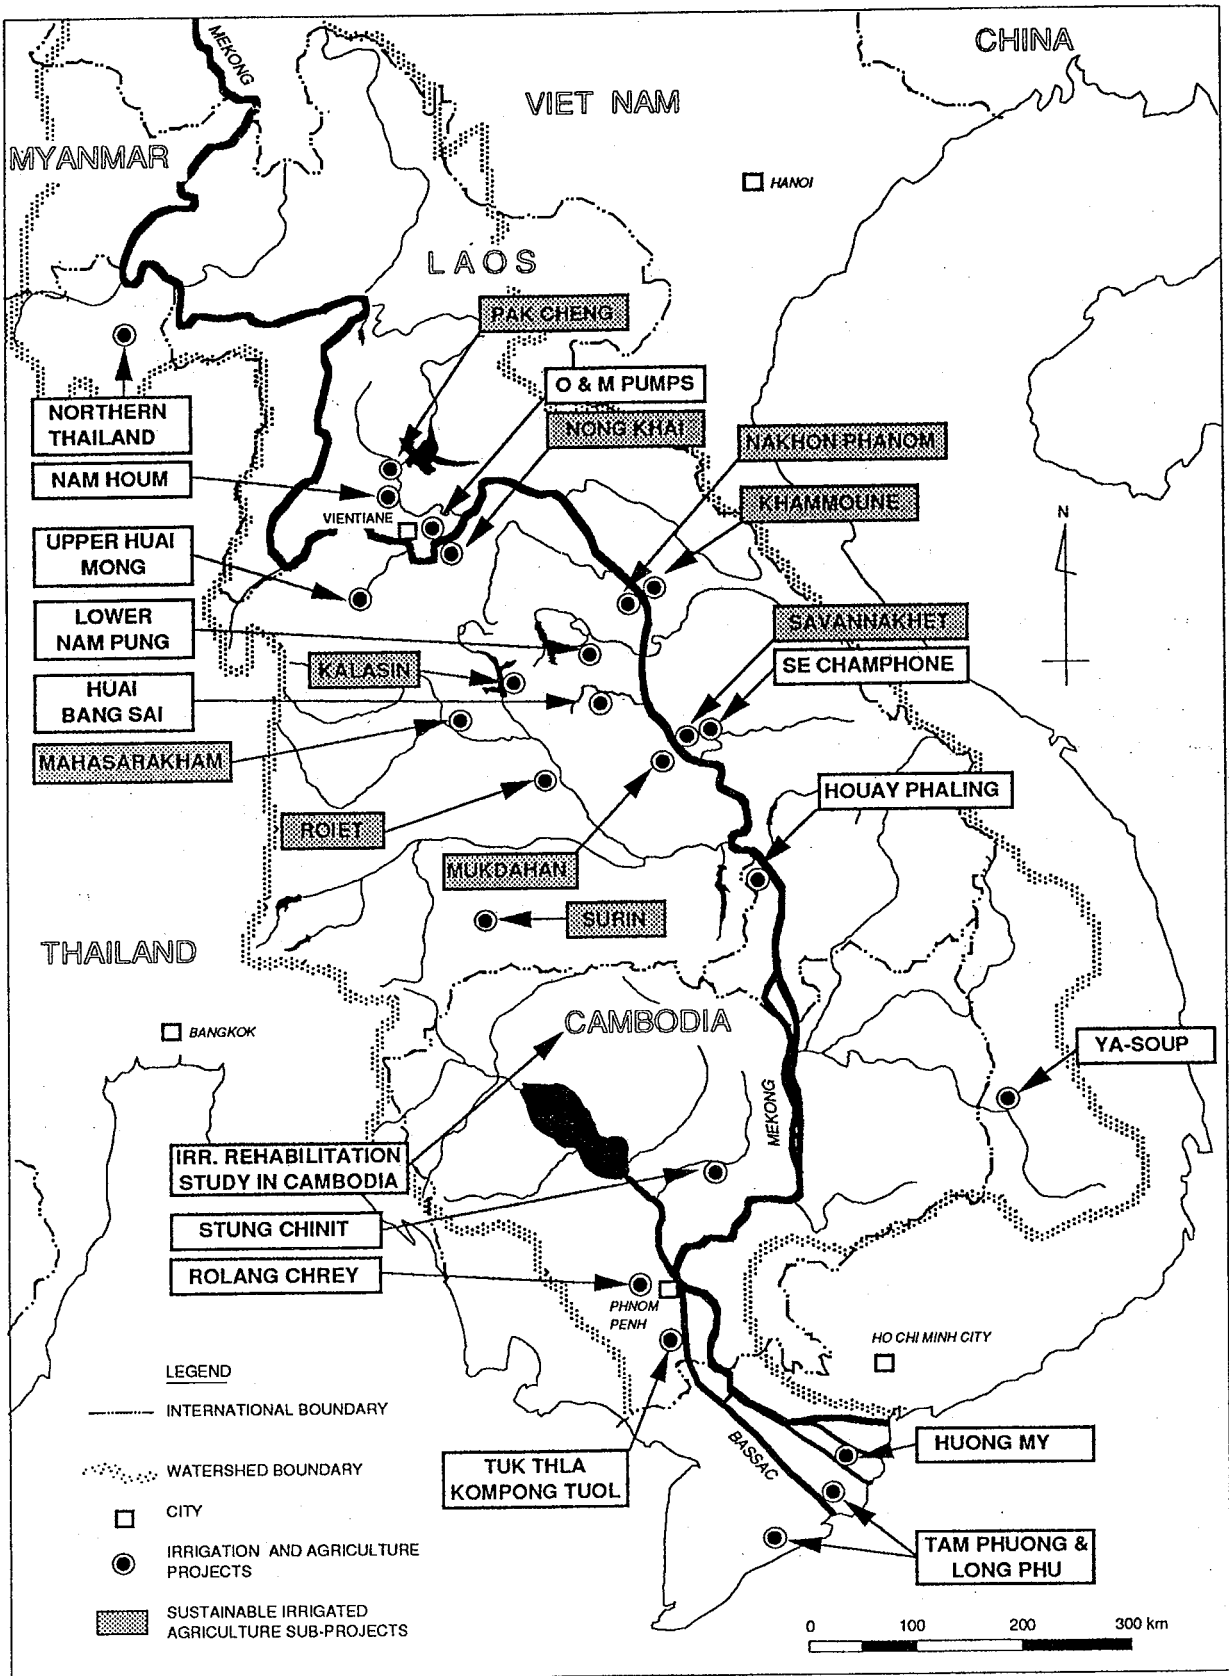 CHINA
MEKONG
VIET NAM
MYANMAR
HANOI
LAOS
PAK CHENG
O & M PUMPS
NORTHERN
THAILAND
NONG KHAI
NAKHON PHANOM
NAM HOUM
KHAMMOUNE
VIENTIANE
N
UPPER HUAI
MONG
LOWER
NAM PUNG
SAVANNAKHET
SE CHAMPHONE
KALASIN
HUAI
BANG SAI
MAHASARAKHAM
HOUAY PHALING
ROIET
MUKDAHAN
SURIN
THAILAND
CAMBODIA
BANGKOK
YA-SOUP
MEKONG
IRR. REHABILITATION
STUDY IN CAMBODIA
STUNG CHINIT
ROLANG CHREY
PHNOM
PENH
HO CHI MINH CITY
LEGEND
INTERNATIONAL BOUNDARY
WATERSHED BOUNDARY
CITY
IRRIGATION AND AGRICULTURE
PROJECTS
SUSTAINABLE IRRIGATED
AGRICULTURE SUB-PROJECTS
TUK THLA
KOMPONG TUOL
BASSAC
HUONG MY
TAM PHUONG &
LONG PHU
0 100 200 300 km